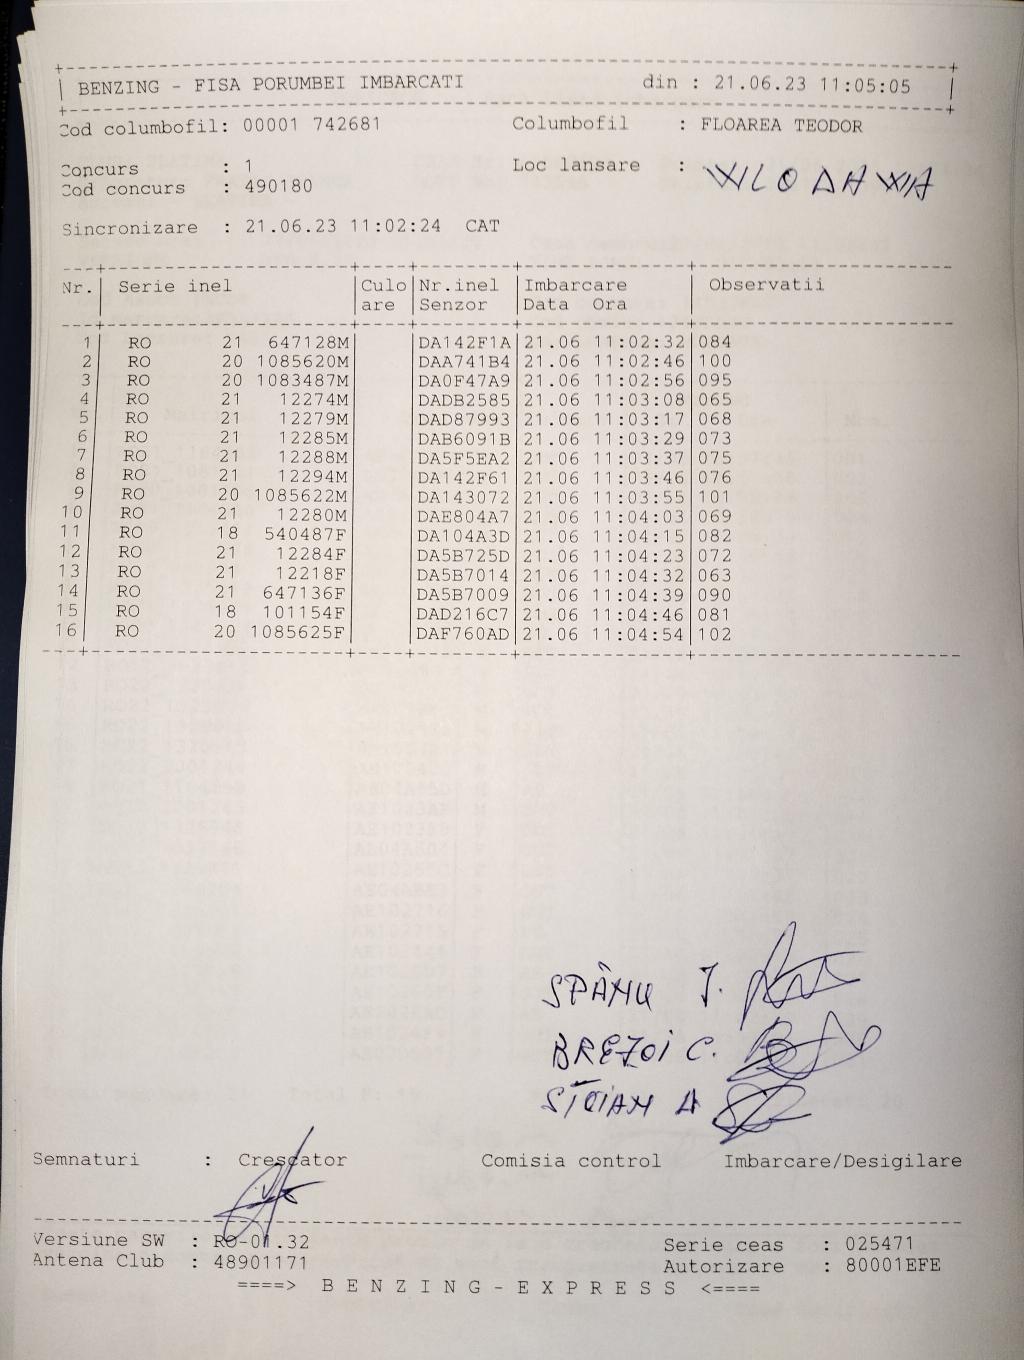 BENZING - FISA PORUMBEI IMBARCATI din : 21.06.23 11:05:05
Cod columbofil: 00001 742681 Columbofil : FLOAREA TEODOR
Concurs : 1 Loc lansare : WLODAWA
Cod concurs : 490180
Sincronizare : 21.06.23 11:02:24 CAT
Nr. Serie inel Culo Nr.inel Imbarcare Observatii
are Senzor Data Ora
1 RO 21 647128M DA142F1A 21.06 11:02:32 084
2 RO 20 1085620M DAA741B4 21.06 11:02:46 100
3 RO 20 1083487M DA0F47A9 21.06 11:02:56 095
4 RO 21 12274M DADB2585 21.06 11:03:08 065
5 RO 21 12279M DAD87993 21.06 11:03:17 068
6 RO 21 12285M DAB6091B 21.06 11:03:29 073
7 RO 21 12288M DA5F5EA2 21.06 11:03:37 075
8 RO 21 12294M DA142F61 21.06 11:03:46 076
9 RO 20 1085622M DA143072 21.06 11:03:55 101
10 RO 21 12280M DAE804A7 21.06 11:04:03 069
11 RO 18 540487F DA104A3D 21.06 11:04:15 082
12 RO 21 12284F DA5B725D 21.06 11:04:23 072
13 RO 21 12218F DA5B7014 21.06 11:04:32 063
14 RO 21 647136F DA5B7009 21.06 11:04:39 090
15 RO 18 101154F DAD216C7 21.06 11:04:46 081
16 RO 20 1085625F DAF760AD 21.06 11:04:54 102
SPÂNU J.
BREZOI C.
STOIAN A
Semnaturi : Crescator Comisia control Imbarcare/Desigilare
Versiune SW : RO-01.32 Serie ceas : 025471
Antena Club : 48901171 Autorizare : 80001EFE
====> B E N Z I N G - E X P R E S S <====